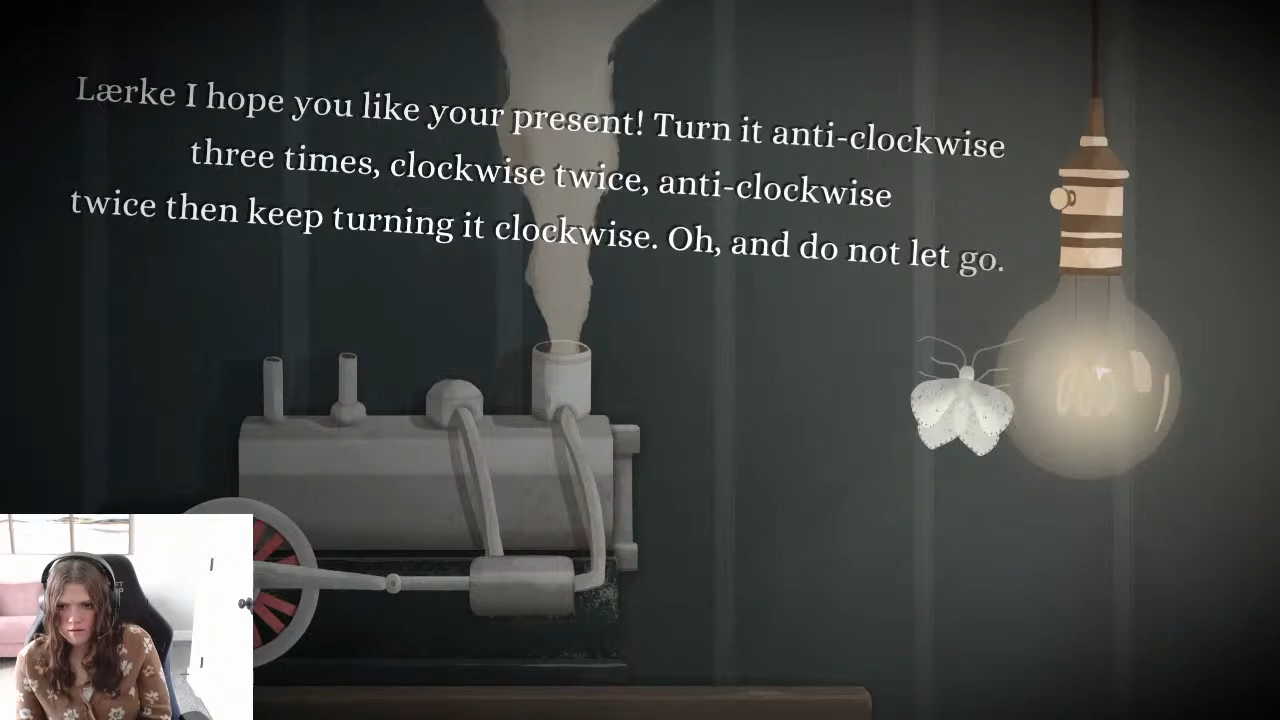 Lærke I hope you like your present! Turn it anti-clockwise
three times, clockwise twice, anti-clockwise
twice then keep turning it clockwise. Oh, and do not let go.